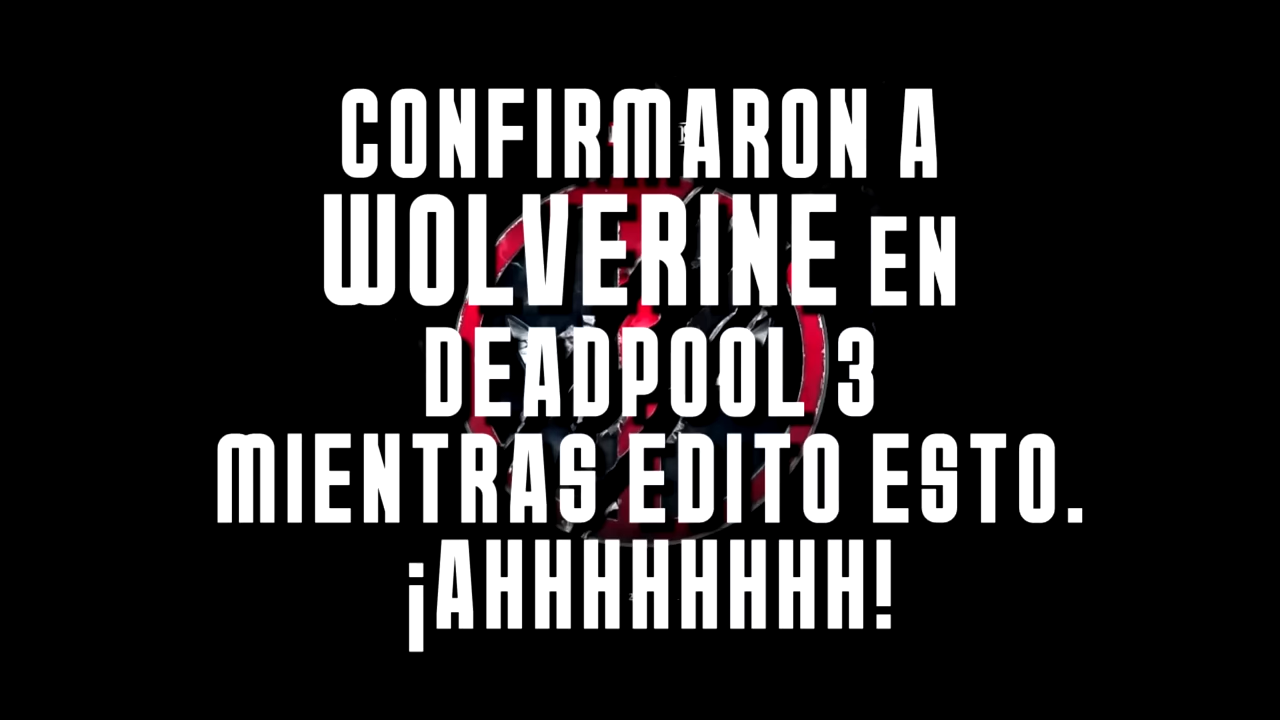 CONFIRMARON A
WOLVERINE EN
DEADPOOL 3
MIENTRAS EDITO ESTO.
¡AHHHHHHHH!